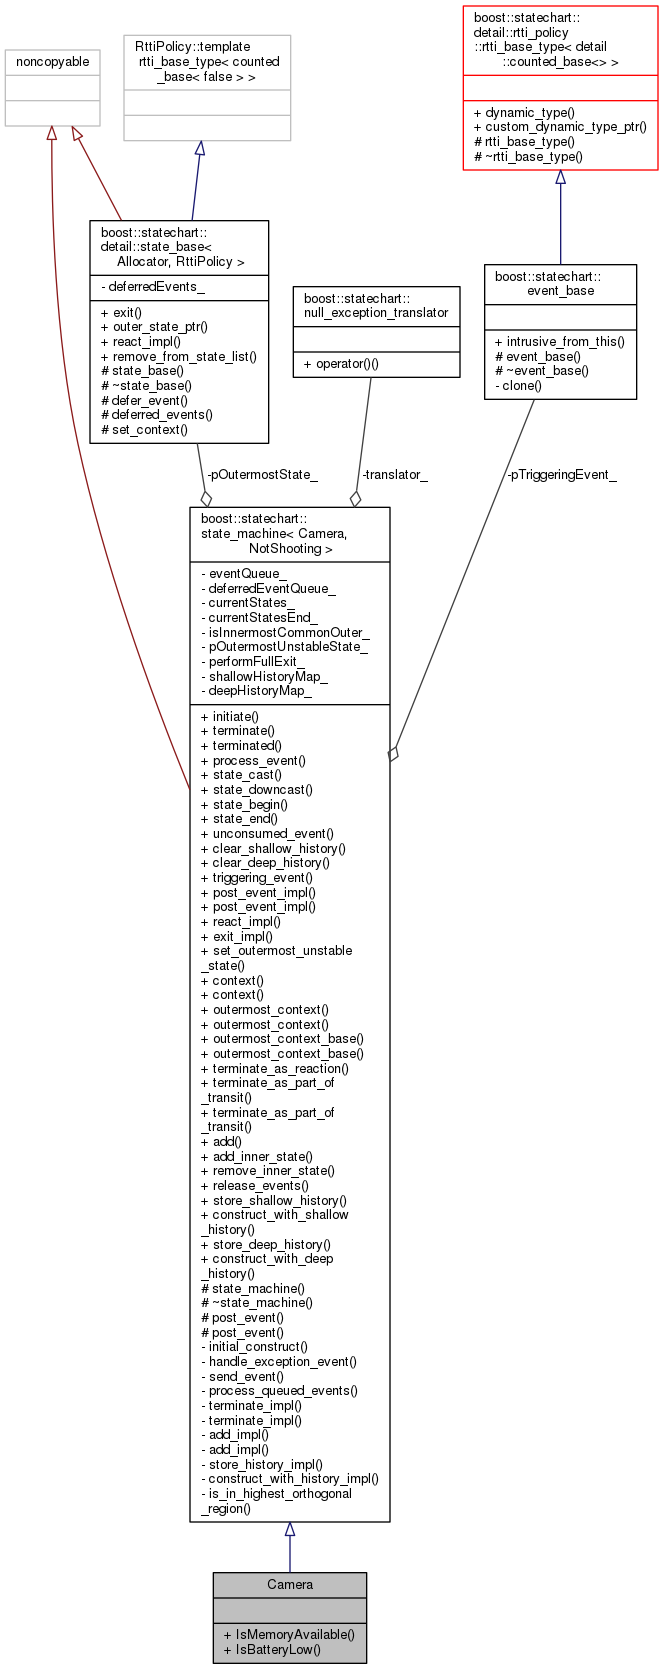 boost::statechart::
detail::rtti_policy
::rtti_base_type< detail
::counted_base<> >
+ dynamic_type()
+ custom_dynamic_type_ptr()
# rtti_base_type()
# ~rtti_base_type()
RttiPolicy::template
rtti_base_type< counted
_base< false > >
noncopyable
boost::statechart::
detail::state_base<
Allocator, RttiPolicy >
- deferredEvents_
+ exit()
+ outer_state_ptr()
+ react_impl()
+ remove_from_state_list()
# state_base()
# ~state_base()
# defer_event()
# deferred_events()
# set_context()
boost::statechart::
null_exception_translator
+ operator()()
boost::statechart::
event_base
+ intrusive_from_this()
# event_base()
# ~event_base()
- clone()
-pOutermostState_
-translator_
-pTriggeringEvent_
boost::statechart::
state_machine< Camera,
NotShooting >
- eventQueue_
- deferredEventQueue_
- currentStates_
- currentStatesEnd_
- isInnermostCommonOuter_
- pOutermostUnstableState_
- performFullExit_
- shallowHistoryMap_
- deepHistoryMap_
+ initiate()
+ terminate()
+ terminated()
+ process_event()
+ state_cast()
+ state_downcast()
+ state_begin()
+ state_end()
+ unconsumed_event()
+ clear_shallow_history()
+ clear_deep_history()
+ triggering_event()
+ post_event_impl()
+ post_event_impl()
+ react_impl()
+ exit_impl()
+ set_outermost_unstable
_state()
+ context()
+ context()
+ outermost_context()
+ outermost_context()
+ outermost_context_base()
+ outermost_context_base()
+ terminate_as_reaction()
+ terminate_as_part_of
_transit()
+ terminate_as_part_of
_transit()
+ add()
+ add_inner_state()
+ remove_inner_state()
+ release_events()
+ store_shallow_history()
+ construct_with_shallow
_history()
+ store_deep_history()
+ construct_with_deep
_history()
# state_machine()
# ~state_machine()
# post_event()
# post_event()
- initial_construct()
- handle_exception_event()
- send_event()
- process_queued_events()
- terminate_impl()
- terminate_impl()
- add_impl()
- add_impl()
- store_history_impl()
- construct_with_history_impl()
- is_in_highest_orthogonal
_region()
Camera
+ IsMemoryAvailable()
+ IsBatteryLow()